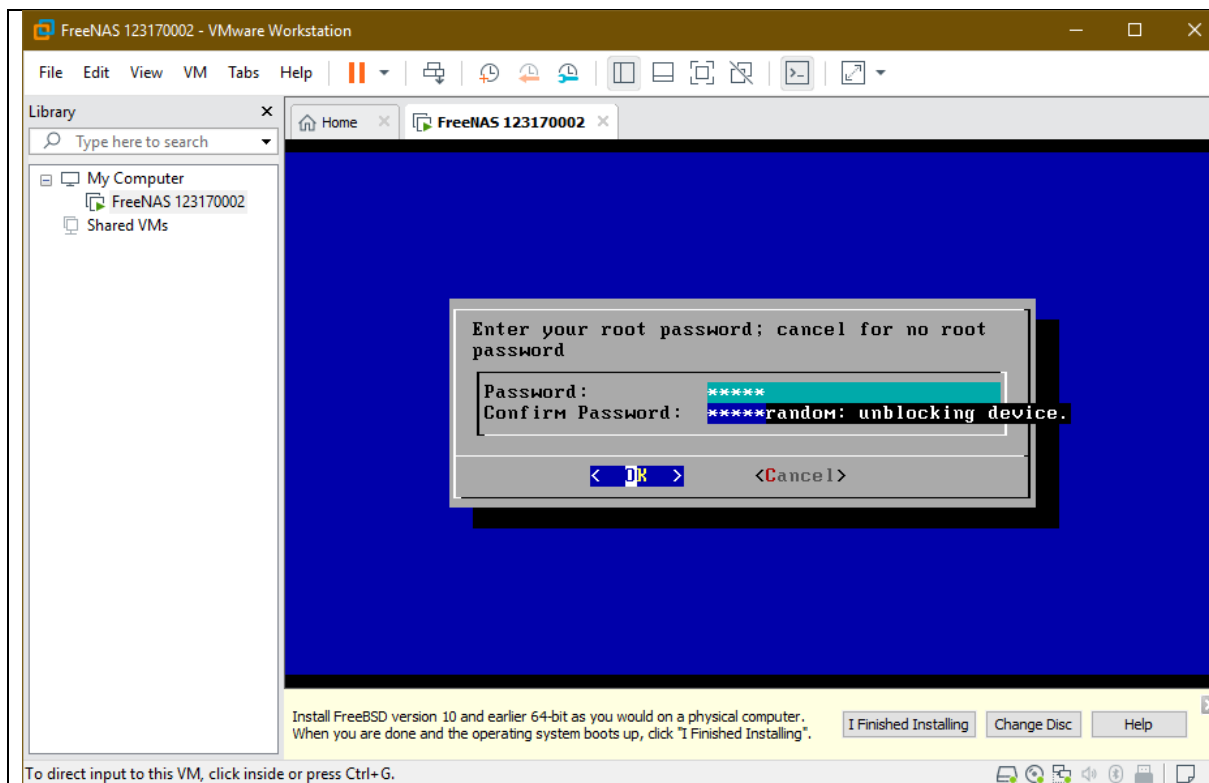 FreeNAS 123170002 - VMware Workstation
File Edit View VM Tabs Help
Library
Type here to search
My Computer
FreeNAS 123170002
Shared VMs
Home
FreeNAS 123170002
Enter your root password; cancel for no root
password
Password: *****
Confirm Password: *****random: unblocking device.
< OK > <Cancel>
Install FreeBSD version 10 and earlier 64-bit as you would on a physical computer.
When you are done and the operating system boots up, click "I Finished Installing".
I Finished Installing
Change Disc
Help
To direct input to this VM, click inside or press Ctrl+G.